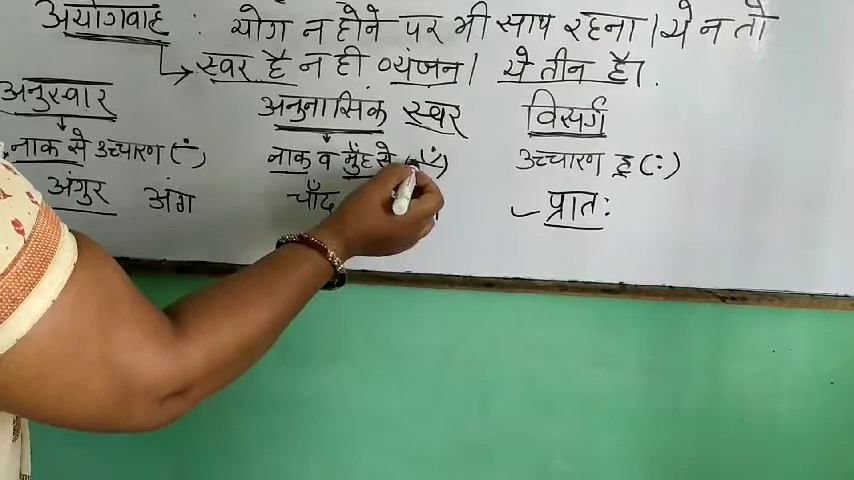 अयोगवाह : योग न होने पर भी साथ रहना। ये न तो
स्वर है न ही व्यंजन। ये तीन है।
अनुस्वार अनुनासिक स्वर विसर्ग
नाक से उच्चारण (ं) नाक व मुँह से (ँ) उच्चारण ह (ः)
अंगुर अंग चाँद प्रातः